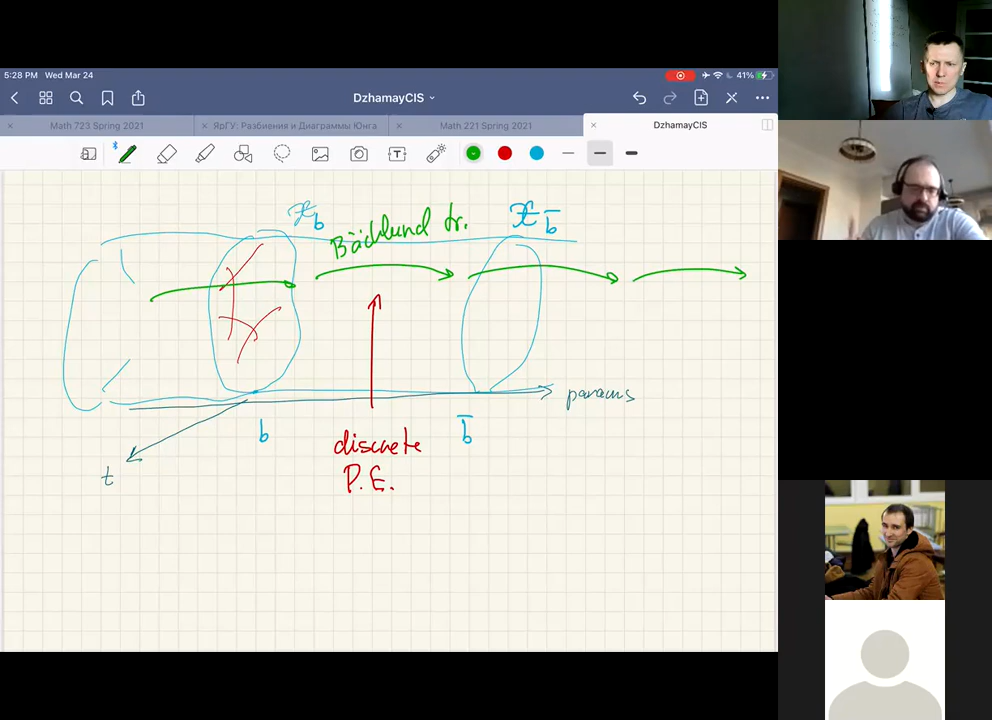 5:28 PM Wed Mar 24
41%
DzhamayCIS
Math 723 Spring 2021
ЯрГУ: Разбиения и Диаграммы Юнга
Math 221 Spring 2021
DzhamayCIS
𝒳b
Bäcklund tr.
𝒳b̄
params
b
b̄
discrete
P.E.
t